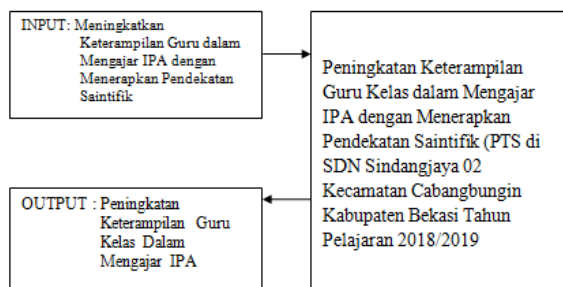 INPUT: Meningkatkan
Keterampilan Guru dalam
Mengajar IPA dengan
Menerapkan Pendekatan
Saintifik
Peningkatan Keterampilan
Guru Kelas dalam Mengajar
IPA dengan Menerapkan
Pendekatan Saintifik (PTS di
SDN Sindangjaya 02
Kecamatan Cabangbungin
Kabupaten Bekasi Tahun
Pelajaran 2018/2019
OUTPUT : Peningkatan
Keterampilan Guru
Kelas Dalam
Mengajar IPA